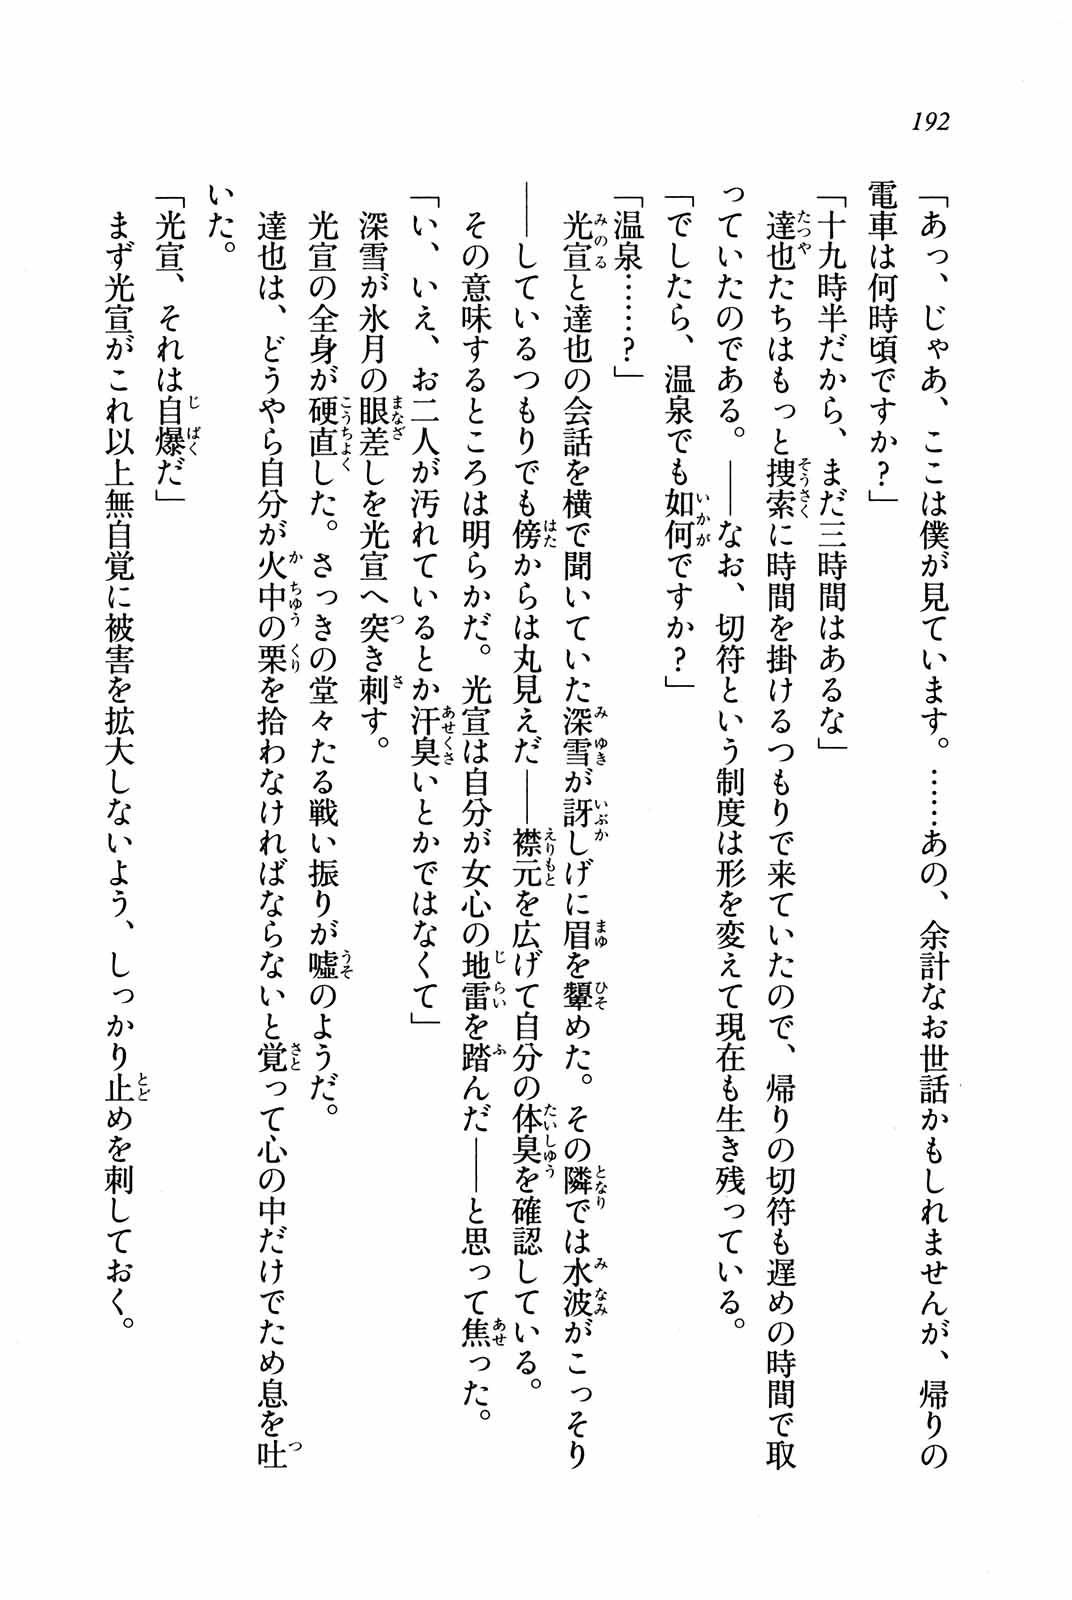 192
「あっ、じゃあ、ここは僕が見ています。……あの、余計なお世話かもしれませんが、帰りの
電車は何時頃ですか？」
「十九時半だから、まだ三時間はあるな」
達也たちはもっと捜索に時間を掛けるつもりで来ていたので、帰りの切符も遅めの時間で取
っていたのである。――なお、切符という制度は形を変えて現在も生き残っている。
「でしたら、温泉でも如何ですか？」
「温泉……？」
光宣と達也の会話を横で聞いていた深雪が訝しげに眉を顰めた。その隣では水波がこっそり
――しているつもりでも傍からは丸見えだ――襟元を広げて自分の体臭を確認している。
その意味するところは明らかだ。光宣は自分が女心の地雷を踏んだ――と思って焦った。
「い、いえ、お二人が汚れているとか汗臭いとかではなくて」
深雪が氷月の眼差しを光宣へ突き刺す。
光宣の全身が硬直した。さっきの堂々たる戦い振りが嘘のようだ。
達也は、どうやら自分が火中の栗を拾わなければならないと覚って心の中だけでため息を吐
いた。
「光宣、それは自爆だ」
まず光宣がこれ以上無自覚に被害を拡大しないよう、しっかり止めを刺しておく。